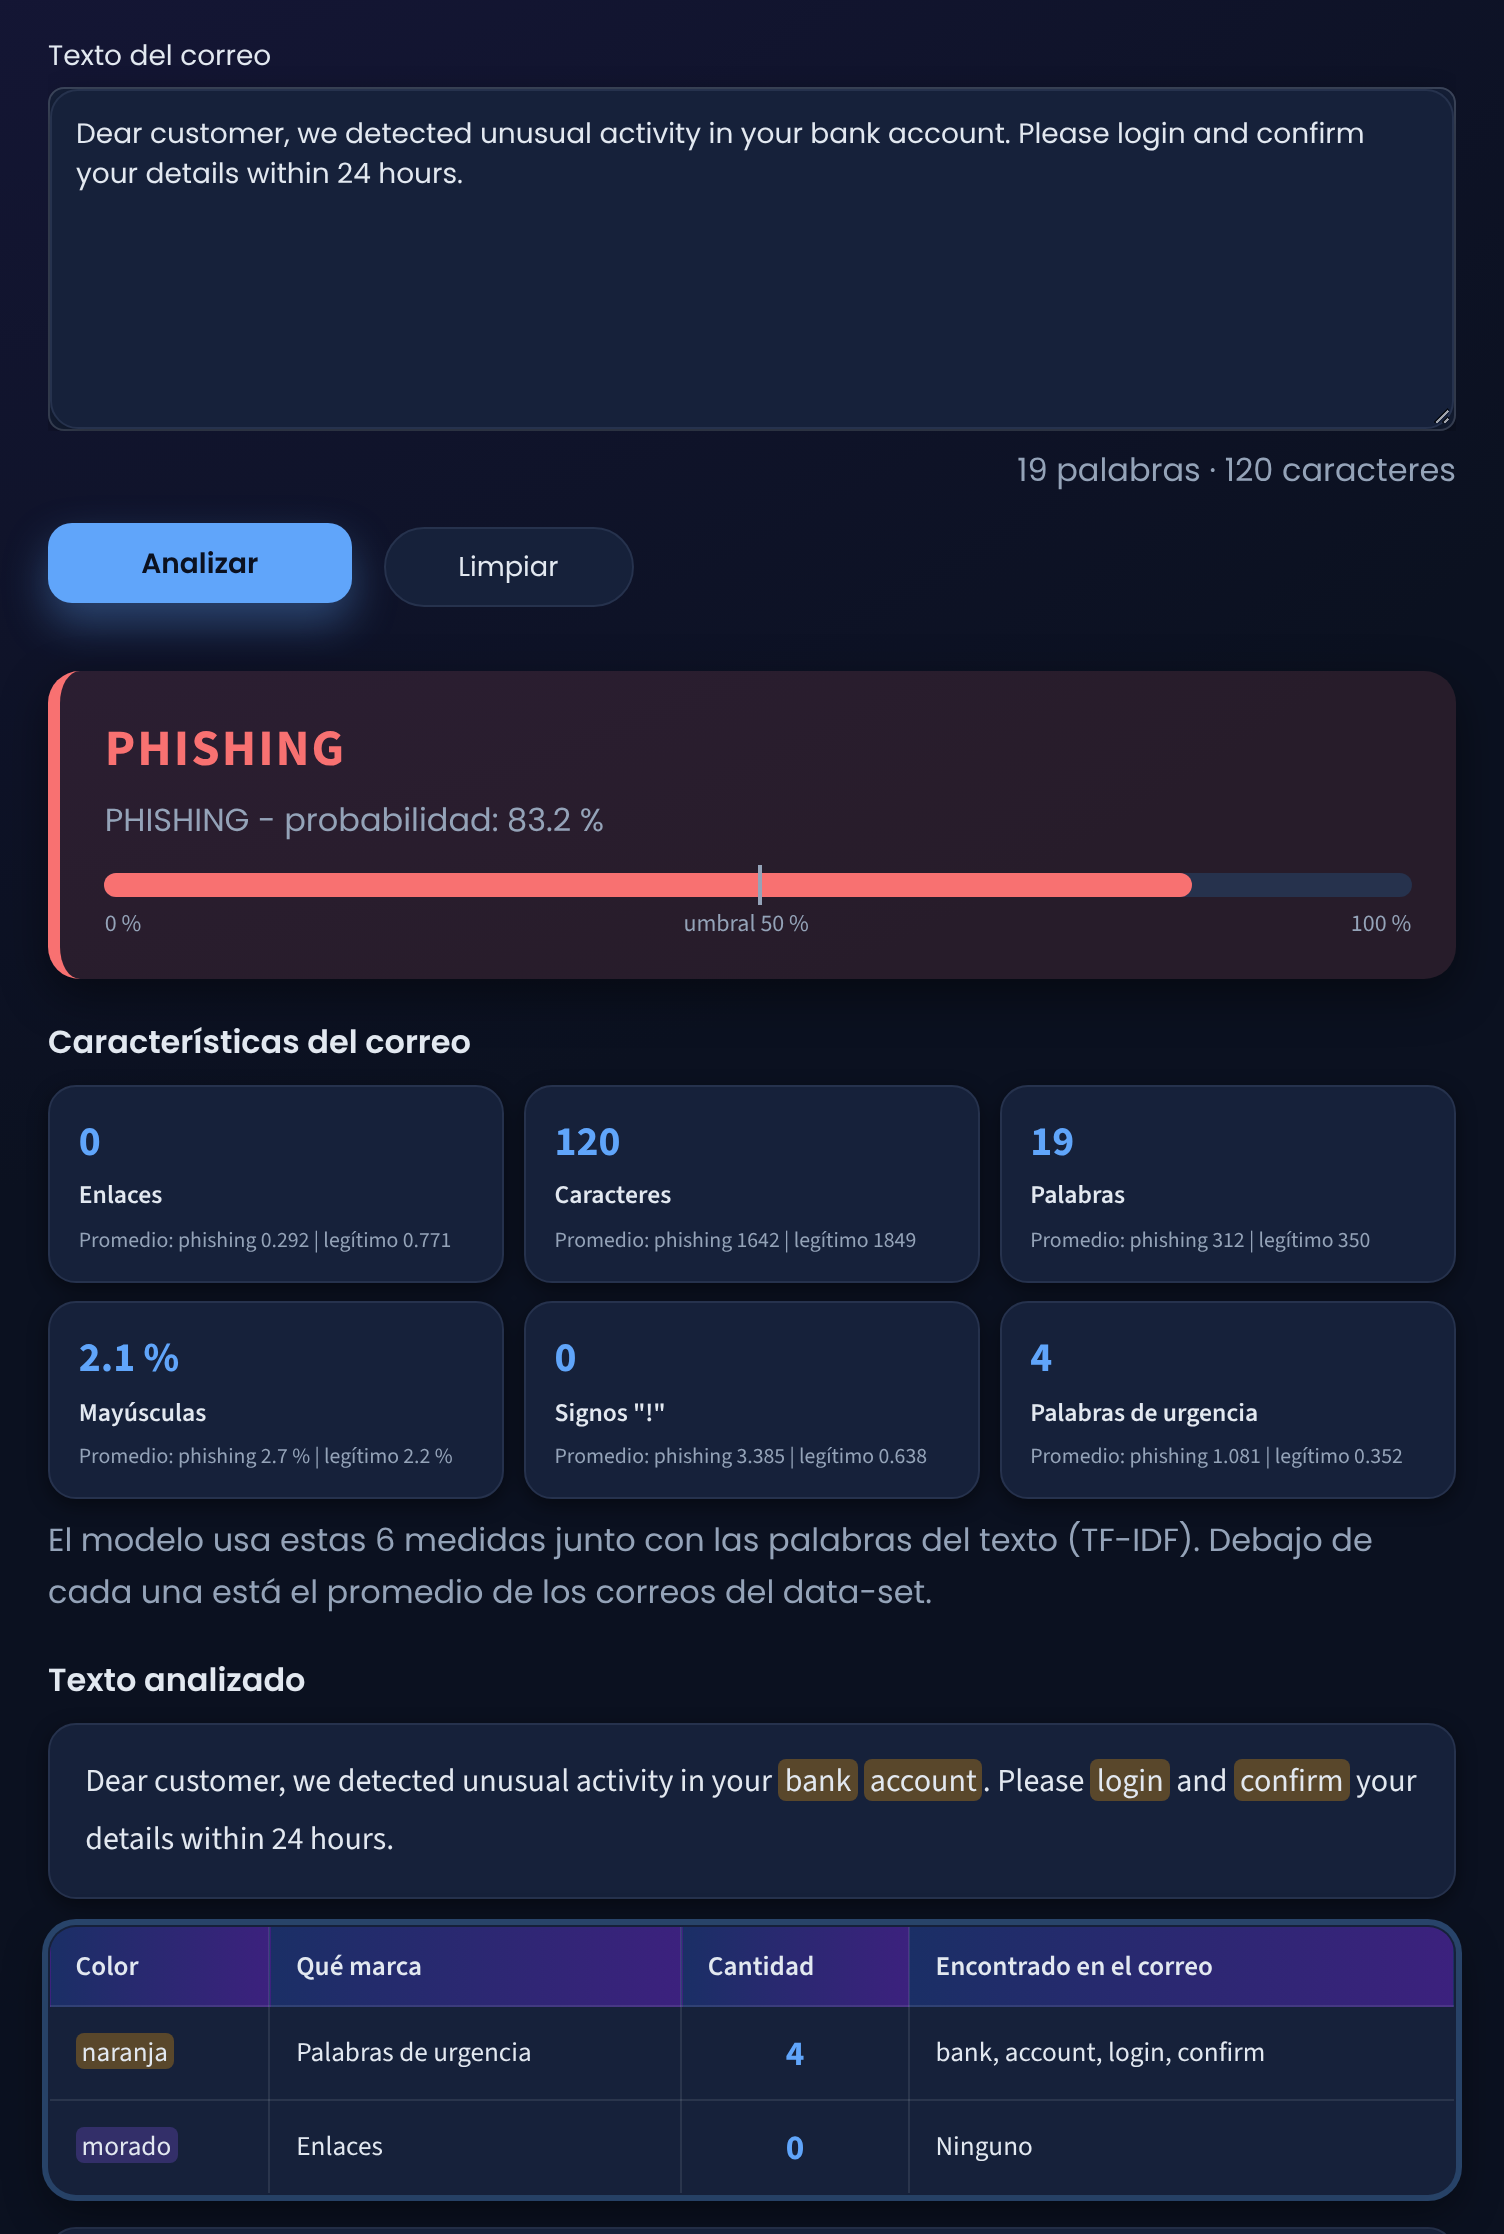 Texto del correo
Dear customer, we detected unusual activity in your bank account. Please login and confirm
your details within 24 hours.
19 palabras · 120 caracteres
Analizar
Limpiar
PHISHING
PHISHING - probabilidad: 83.2 %
0 %
umbral 50 %
100 %
Características del correo
0
Enlaces
Promedio: phishing 0.292 | legítimo 0.771
120
Caracteres
Promedio: phishing 1642 | legítimo 1849
19
Palabras
Promedio: phishing 312 | legítimo 350
2.1 %
Mayúsculas
Promedio: phishing 2.7 % | legítimo 2.2 %
0
Signos "!"
Promedio: phishing 3.385 | legítimo 0.638
4
Palabras de urgencia
Promedio: phishing 1.081 | legítimo 0.352
El modelo usa estas 6 medidas junto con las palabras del texto (TF-IDF). Debajo de
cada una está el promedio de los correos del data-set.
Texto analizado
Dear customer, we detected unusual activity in your bank account. Please login and confirm your
details within 24 hours.
Color Qué marca Cantidad Encontrado en el correo
naranja Palabras de urgencia 4 bank, account, login, confirm
morado Enlaces 0 Ninguno